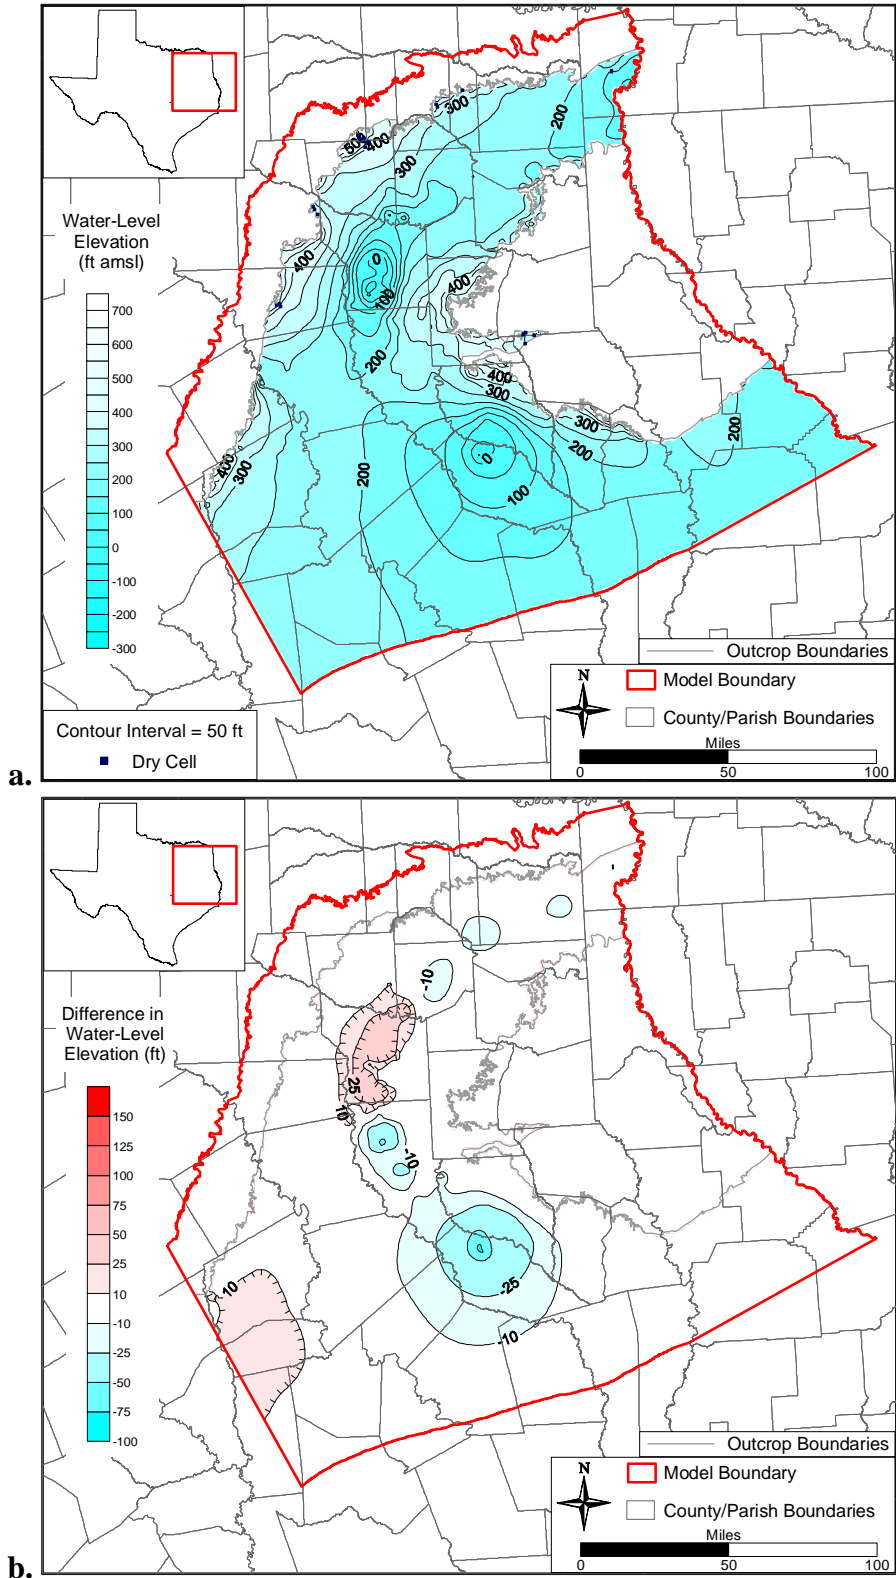 Water-Level
Elevation
(ft amsl)
700
600
500
400
300
200
100
0
-100
-200
-300
300
500
400
300
200
0
400
400
-100
200
400
300
300
200
200
400
300
200
0
100
Contour Interval = 50 ft
Dry Cell
Outcrop Boundaries
N
Model Boundary
County/Parish Boundaries
Miles
0
50
100
a.
Difference in
Water-Level
Elevation (ft)
150
125
100
75
50
25
10
-10
-25
-50
-75
-100
-10
25
10
-10
10
-25
-10
Outcrop Boundaries
N
Model Boundary
County/Parish Boundaries
Miles
0
50
100
b.